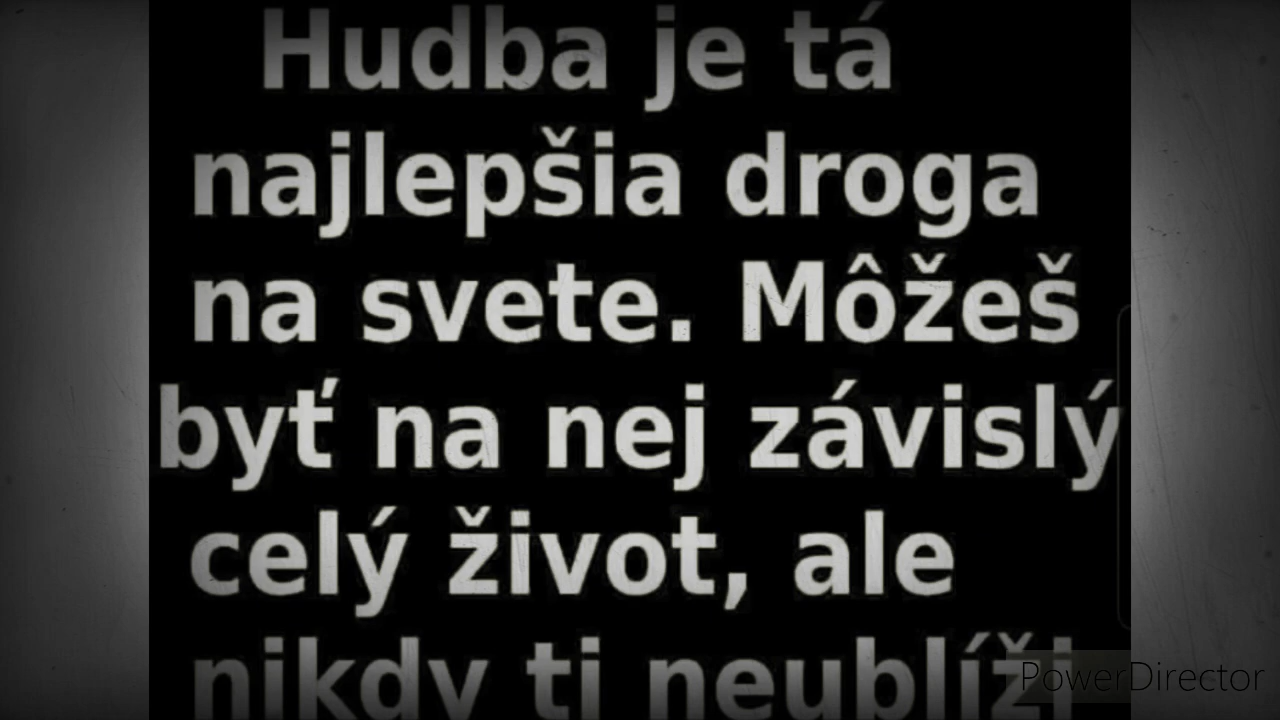 Hudba je tá
najlepšia droga
na svete. Môžeš
byť na nej závislý
celý život, ale
nikdy ti neublíži
PowerDirector